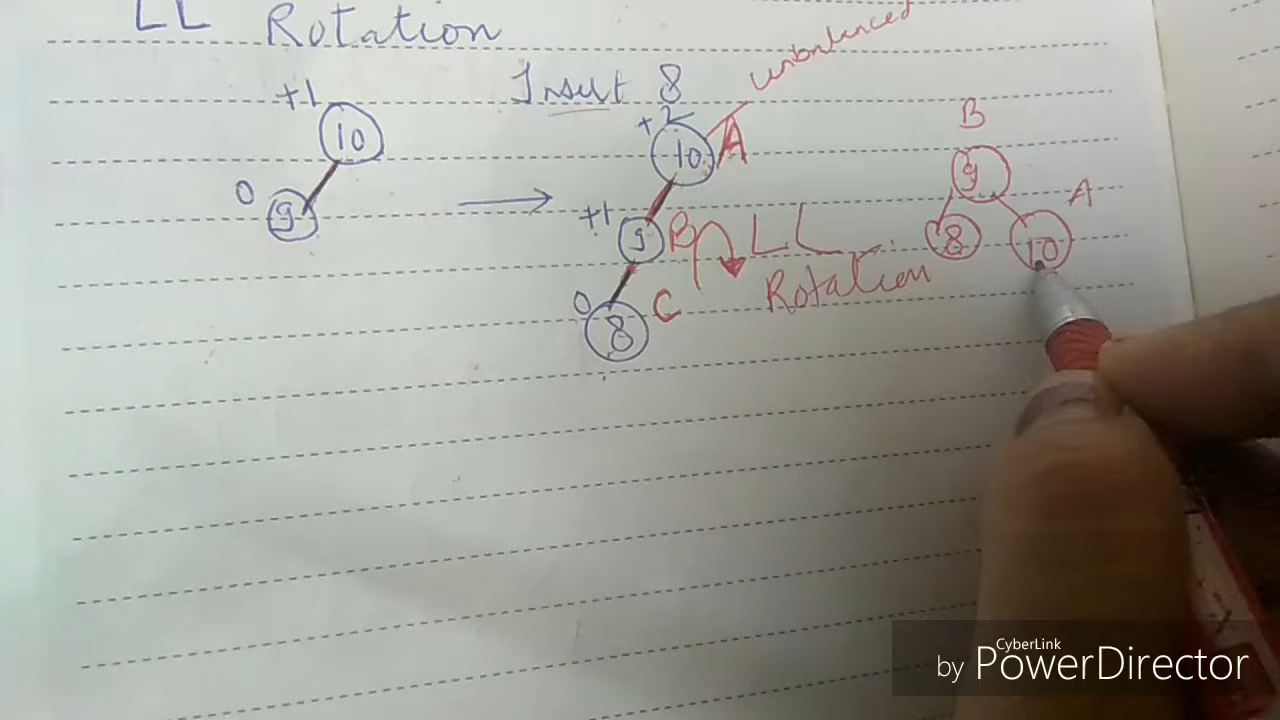 LL Rotation
Insert 8
unbalanced
+1
10
0
9
+2
10 A
+1
9 B
0
8 C
LL
Rotation
B
9
A
8
10
CyberLink
by PowerDirector